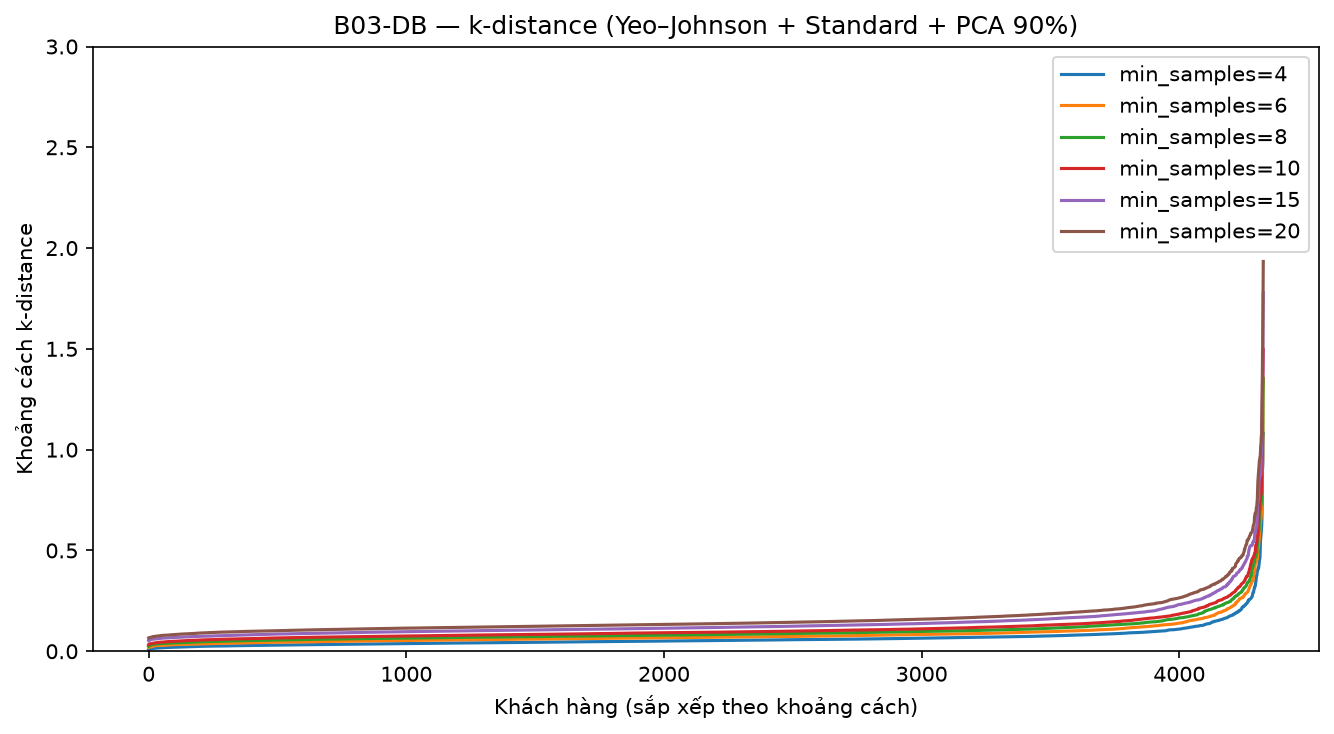 B03-DB — k-distance (Yeo–Johnson + Standard + PCA 90%)
3.0
2.5
2.0
1.5
1.0
0.5
0.0
Khoảng cách k-distance
min_samples=4
min_samples=6
min_samples=8
min_samples=10
min_samples=15
min_samples=20
0
1000
2000
3000
4000
Khách hàng (sắp xếp theo khoảng cách)